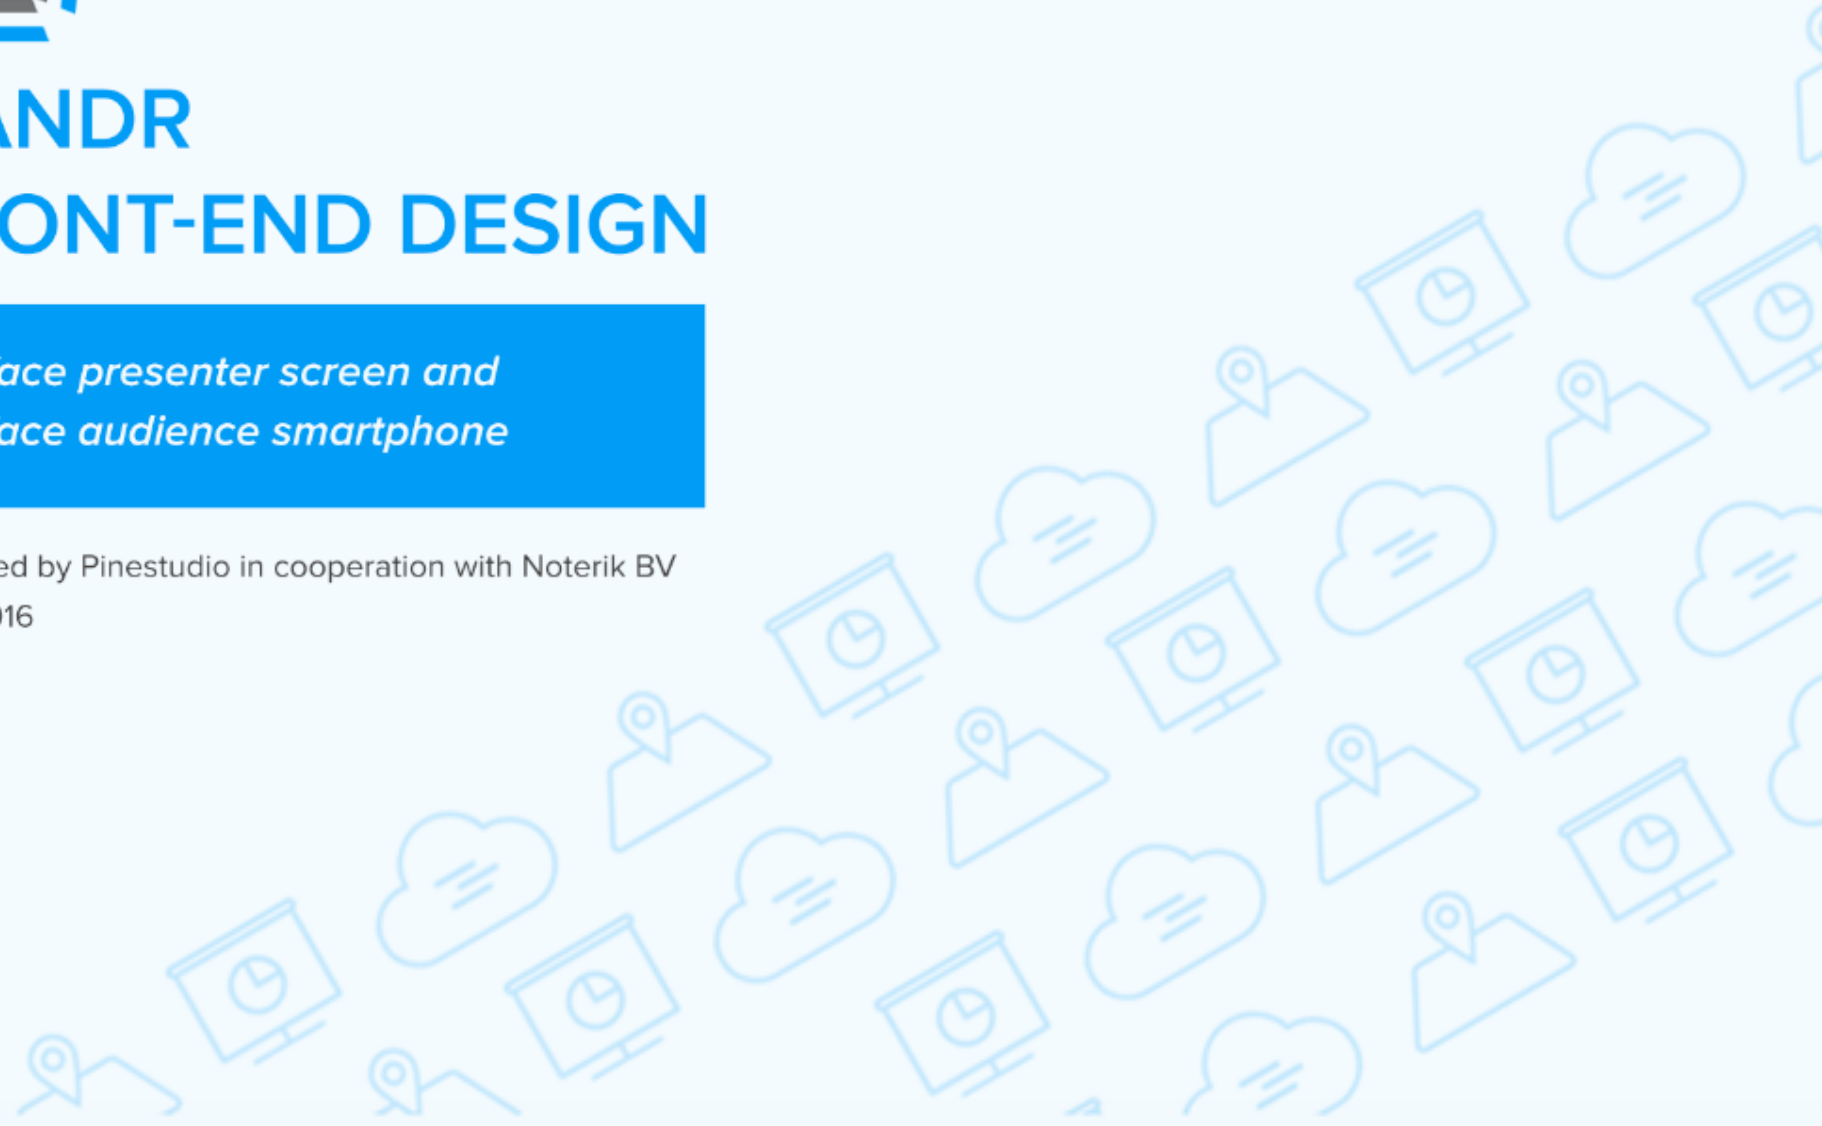 ANDR
ONT-END DESIGN
ace presenter screen and
ace audience smartphone
ed by Pinestudio in cooperation with Noterik BV
16